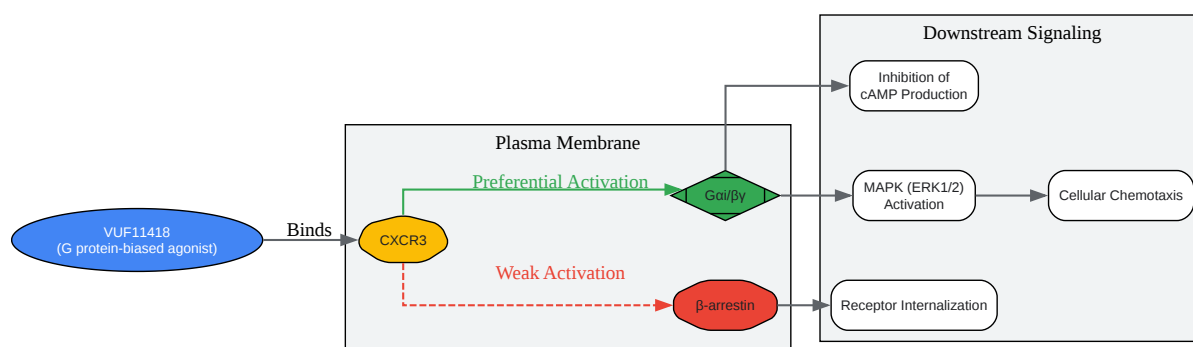 Downstream Signaling
Inhibition of
cAMP Production
Plasma Membrane
Preferential Activation
Gαi/βγ
MAPK (ERK1/2)
Activation
Cellular Chemotaxis
VUF11418
(G protein-biased agonist)
Binds
CXCR3
Weak Activation
β-arrestin
Receptor Internalization